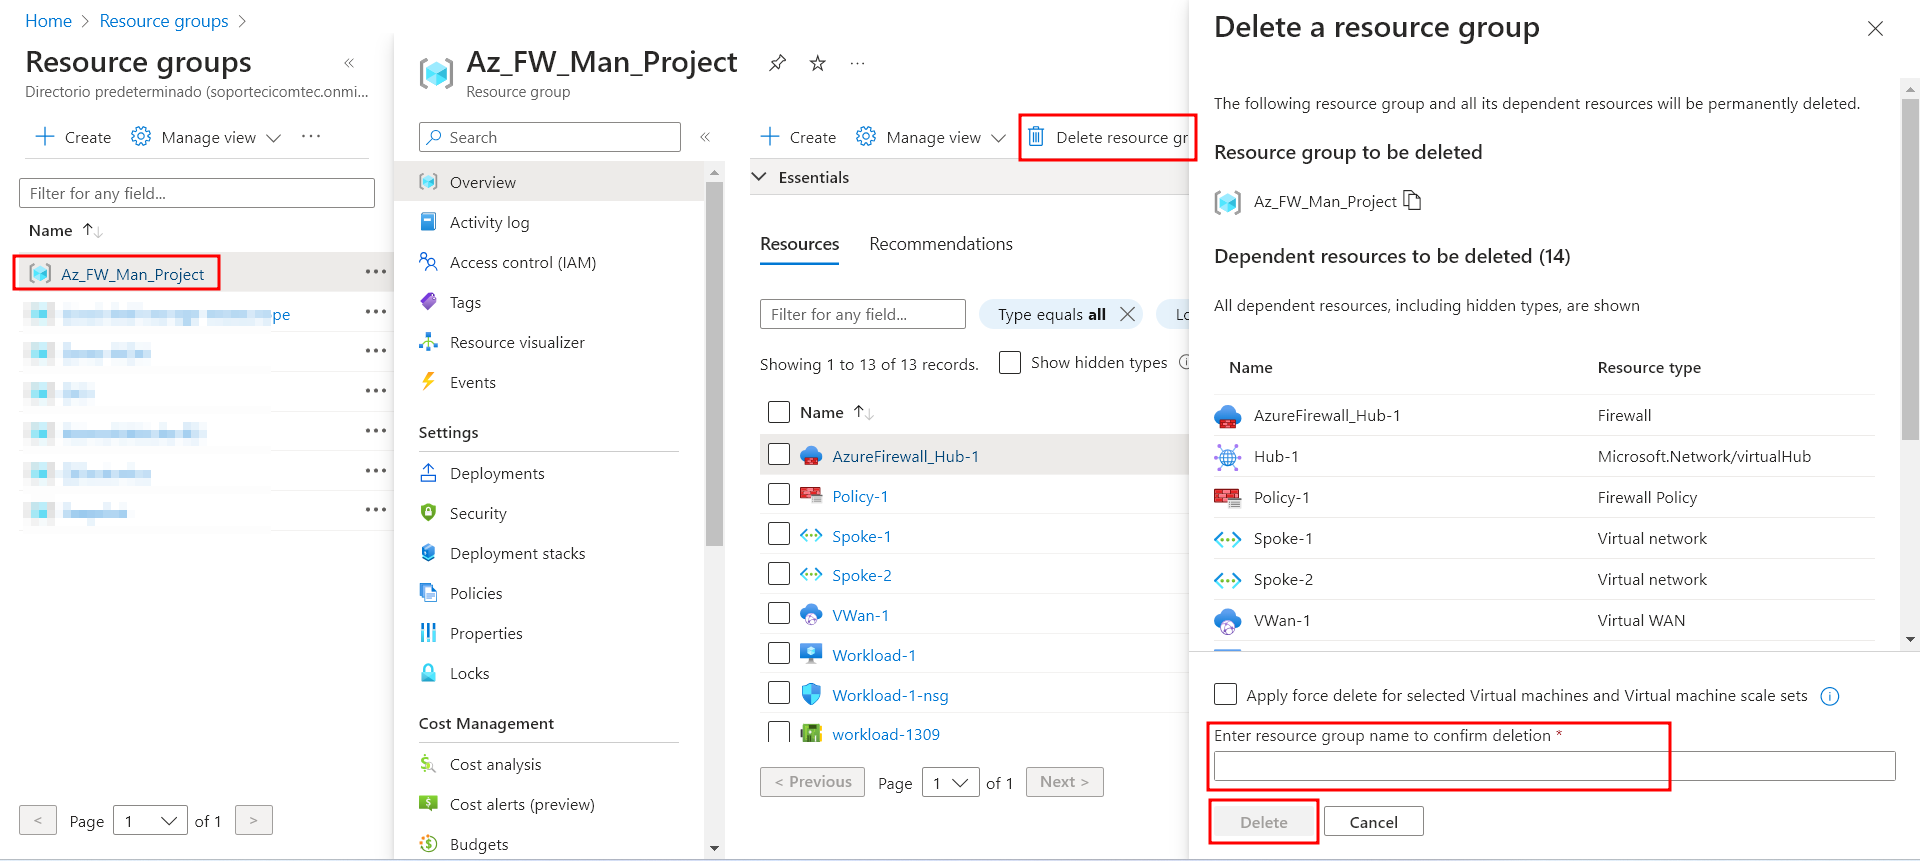 Home > Resource groups >
Resource groups «
Directorio predeterminado (soportecicomtec.onmi...
+ Create Manage view ...
Filter for any field...
Name ↑↓
Az_FW_Man_Project ...
Page 1 of 1
< >
Az_FW_Man_Project ...
Resource group
Search «
Overview
Activity log
Access control (IAM)
Tags
Resource visualizer
Events
Settings
Deployments
Security
Deployment stacks
Policies
Properties
Locks
Cost Management
Cost analysis
Cost alerts (preview)
Budgets
+ Create Manage view Delete resource gr
Essentials
Resources Recommendations
Filter for any field... Type equals all × Lo
Showing 1 to 13 of 13 records. Show hidden types
Name ↑↓
AzureFirewall_Hub-1
Policy-1
Spoke-1
Spoke-2
VWan-1
Workload-1
Workload-1-nsg
workload-1309
< Previous Page 1 of 1 Next >
Delete a resource group
The following resource group and all its dependent resources will be permanently deleted.
Resource group to be deleted
Az_FW_Man_Project
Dependent resources to be deleted (14)
All dependent resources, including hidden types, are shown
Name Resource type
AzureFirewall_Hub-1 Firewall
Hub-1 Microsoft.Network/virtualHub
Policy-1 Firewall Policy
Spoke-1 Virtual network
Spoke-2 Virtual network
VWan-1 Virtual WAN
Apply force delete for selected Virtual machines and Virtual machine scale sets
Enter resource group name to confirm deletion *
Delete Cancel